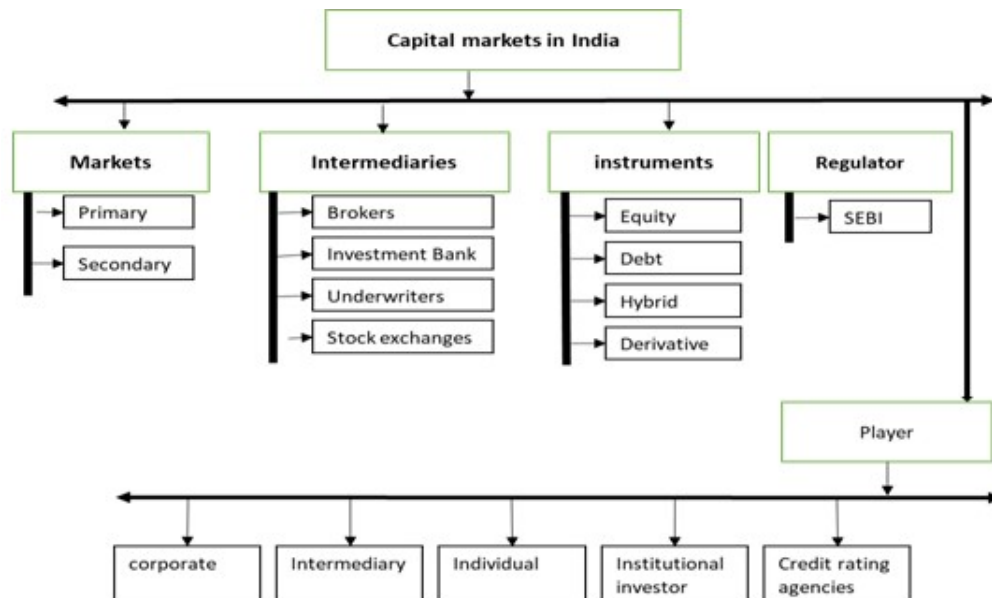 Capital markets in India
Markets
Primary
Secondary
Intermediaries
Brokers
Investment Bank
Underwriters
Stock exchanges
instruments
Equity
Debt
Hybrid
Derivative
Regulator
SEBI
Player
corporate
Intermediary
Individual
Institutional
investor
Credit rating
agencies